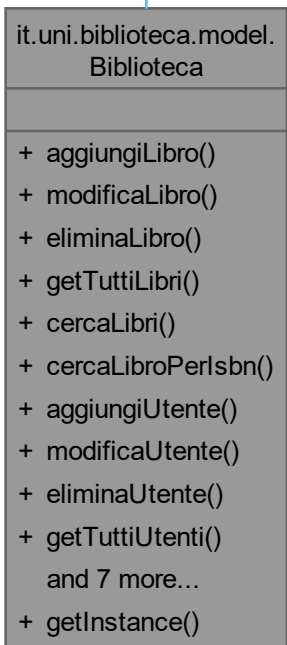 it.uni.biblioteca.model.
Biblioteca
+ aggiungiLibro()
+ modificaLibro()
+ eliminaLibro()
+ getTuttiLibri()
+ cercaLibri()
+ cercaLibroPerIsbn()
+ aggiungiUtente()
+ modificaUtente()
+ eliminaUtente()
+ getTuttiUtenti()
and 7 more...
+ getInstance()